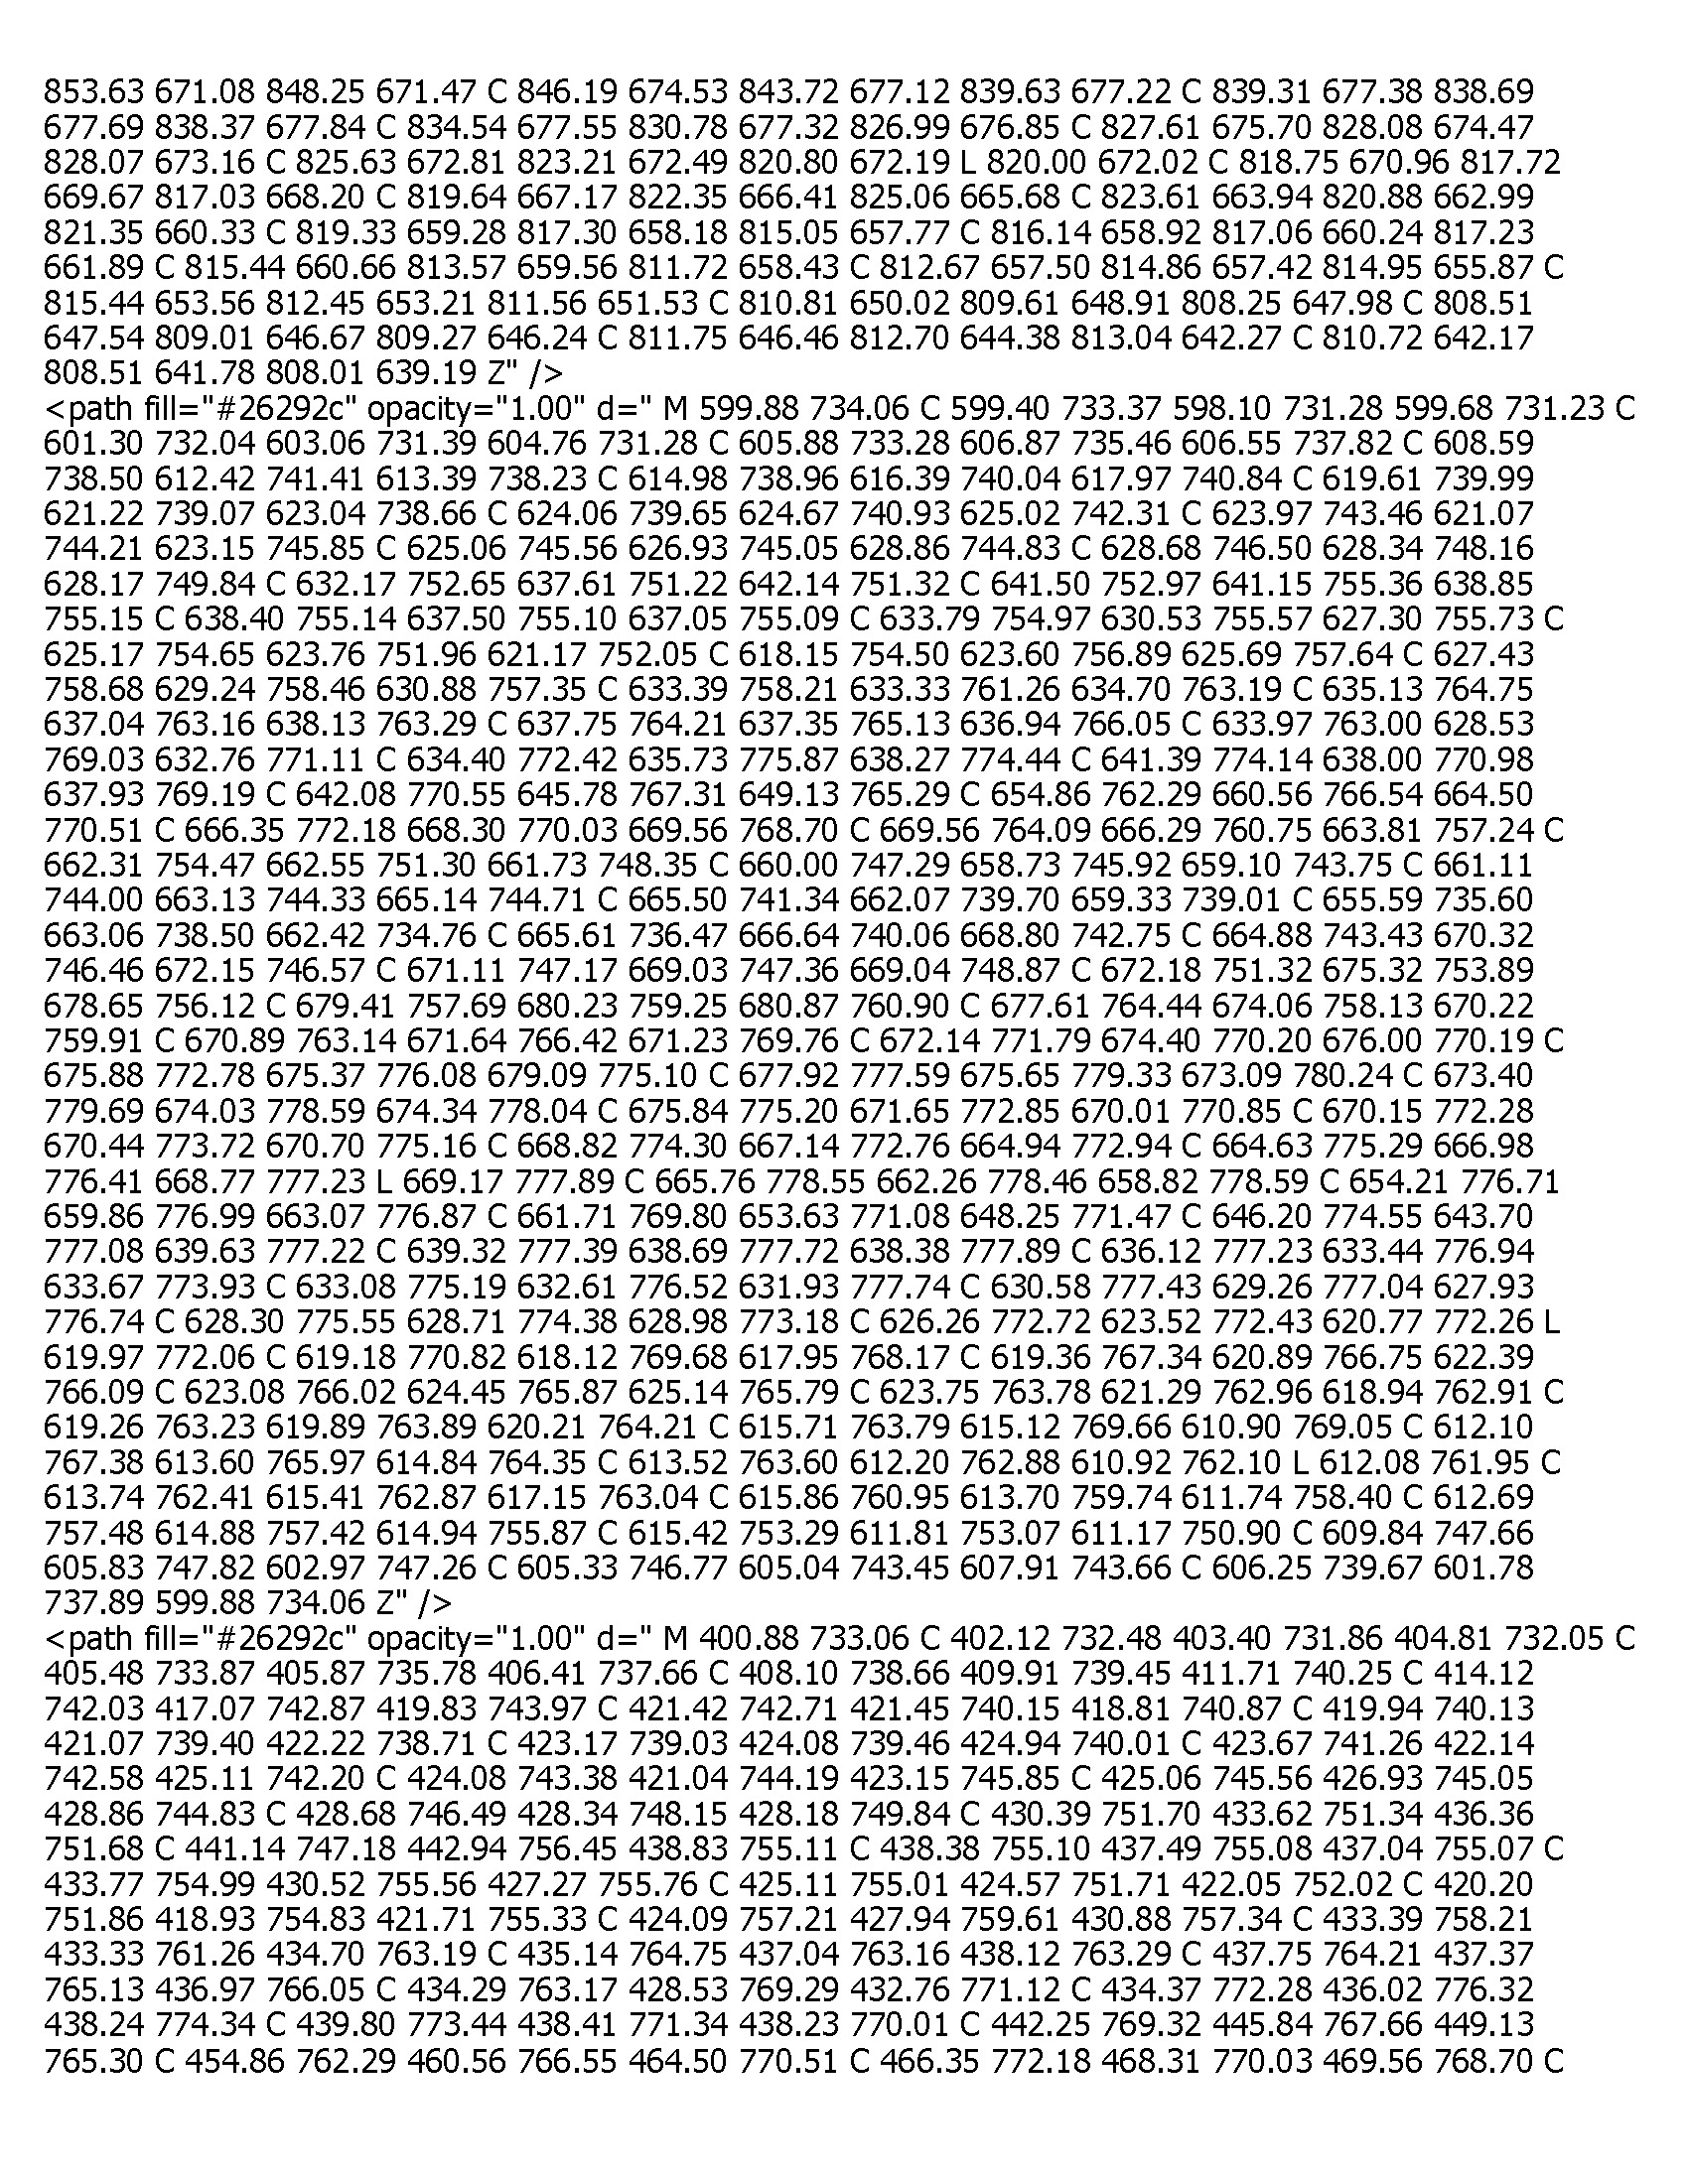 853.63 671.08 848.25 671.47 C 846.19 674.53 843.72 677.12 839.63 677.22 C 839.31 677.38 838.69
677.69 838.37 677.84 C 834.54 677.55 830.78 677.32 826.99 676.85 C 827.61 675.70 828.08 674.47
828.07 673.16 C 825.63 672.81 823.21 672.49 820.80 672.19 L 820.00 672.02 C 818.75 670.96 817.72
669.67 817.03 668.20 C 819.64 667.17 822.35 666.41 825.06 665.68 C 823.61 663.94 820.88 662.99
821.35 660.33 C 819.33 659.28 817.30 658.18 815.05 657.77 C 816.14 658.92 817.06 660.24 817.23
661.89 C 815.44 660.66 813.57 659.56 811.72 658.43 C 812.67 657.50 814.86 657.42 814.95 655.87 C
815.44 653.56 812.45 653.21 811.56 651.53 C 810.81 650.02 809.61 648.91 808.25 647.98 C 808.51
647.54 809.01 646.67 809.27 646.24 C 811.75 646.46 812.70 644.38 813.04 642.27 C 810.72 642.17
808.51 641.78 808.01 639.19 Z" />
<path fill="#26292c" opacity="1.00" d=" M 599.88 734.06 C 599.40 733.37 598.10 731.28 599.68 731.23 C
601.30 732.04 603.06 731.39 604.76 731.28 C 605.88 733.28 606.87 735.46 606.55 737.82 C 608.59
738.50 612.42 741.41 613.39 738.23 C 614.98 738.96 616.39 740.04 617.97 740.84 C 619.61 739.99
621.22 739.07 623.04 738.66 C 624.06 739.65 624.67 740.93 625.02 742.31 C 623.97 743.46 621.07
744.21 623.15 745.85 C 625.06 745.56 626.93 745.05 628.86 744.83 C 628.68 746.50 628.34 748.16
628.17 749.84 C 632.17 752.65 637.61 751.22 642.14 751.32 C 641.50 752.97 641.15 755.36 638.85
755.15 C 638.40 755.14 637.50 755.10 637.05 755.09 C 633.79 754.97 630.53 755.57 627.30 755.73 C
625.17 754.65 623.76 751.96 621.17 752.05 C 618.15 754.50 623.60 756.89 625.69 757.64 C 627.43
758.68 629.24 758.46 630.88 757.35 C 633.39 758.21 633.33 761.26 634.70 763.19 C 635.13 764.75
637.04 763.16 638.13 763.29 C 637.75 764.21 637.35 765.13 636.94 766.05 C 633.97 763.00 628.53
769.03 632.76 771.11 C 634.40 772.42 635.73 775.87 638.27 774.44 C 641.39 774.14 638.00 770.98
637.93 769.19 C 642.08 770.55 645.78 767.31 649.13 765.29 C 654.86 762.29 660.56 766.54 664.50
770.51 C 666.35 772.18 668.30 770.03 669.56 768.70 C 669.56 764.09 666.29 760.75 663.81 757.24 C
662.31 754.47 662.55 751.30 661.73 748.35 C 660.00 747.29 658.73 745.92 659.10 743.75 C 661.11
744.00 663.13 744.33 665.14 744.71 C 665.50 741.34 662.07 739.70 659.33 739.01 C 655.59 735.60
663.06 738.50 662.42 734.76 C 665.61 736.47 666.64 740.06 668.80 742.75 C 664.88 743.43 670.32
746.46 672.15 746.57 C 671.11 747.17 669.03 747.36 669.04 748.87 C 672.18 751.32 675.32 753.89
678.65 756.12 C 679.41 757.69 680.23 759.25 680.87 760.90 C 677.61 764.44 674.06 758.13 670.22
759.91 C 670.89 763.14 671.64 766.42 671.23 769.76 C 672.14 771.79 674.40 770.20 676.00 770.19 C
675.88 772.78 675.37 776.08 679.09 775.10 C 677.92 777.59 675.65 779.33 673.09 780.24 C 673.40
779.69 674.03 778.59 674.34 778.04 C 675.84 775.20 671.65 772.85 670.01 770.85 C 670.15 772.28
670.44 773.72 670.70 775.16 C 668.82 774.30 667.14 772.76 664.94 772.94 C 664.63 775.29 666.98
776.41 668.77 777.23 L 669.17 777.89 C 665.76 778.55 662.26 778.46 658.82 778.59 C 654.21 776.71
659.86 776.99 663.07 776.87 C 661.71 769.80 653.63 771.08 648.25 771.47 C 646.20 774.55 643.70
777.08 639.63 777.22 C 639.32 777.39 638.69 777.72 638.38 777.89 C 636.12 777.23 633.44 776.94
633.67 773.93 C 633.08 775.19 632.61 776.52 631.93 777.74 C 630.58 777.43 629.26 777.04 627.93
776.74 C 628.30 775.55 628.71 774.38 628.98 773.18 C 626.26 772.72 623.52 772.43 620.77 772.26 L
619.97 772.06 C 619.18 770.82 618.12 769.68 617.95 768.17 C 619.36 767.34 620.89 766.75 622.39
766.09 C 623.08 766.02 624.45 765.87 625.14 765.79 C 623.75 763.78 621.29 762.96 618.94 762.91 C
619.26 763.23 619.89 763.89 620.21 764.21 C 615.71 763.79 615.12 769.66 610.90 769.05 C 612.10
767.38 613.60 765.97 614.84 764.35 C 613.52 763.60 612.20 762.88 610.92 762.10 L 612.08 761.95 C
613.74 762.41 615.41 762.87 617.15 763.04 C 615.86 760.95 613.70 759.74 611.74 758.40 C 612.69
757.48 614.88 757.42 614.94 755.87 C 615.42 753.29 611.81 753.07 611.17 750.90 C 609.84 747.66
605.83 747.82 602.97 747.26 C 605.33 746.77 605.04 743.45 607.91 743.66 C 606.25 739.67 601.78
737.89 599.88 734.06 Z" />
<path fill="#26292c" opacity="1.00" d=" M 400.88 733.06 C 402.12 732.48 403.40 731.86 404.81 732.05 C
405.48 733.87 405.87 735.78 406.41 737.66 C 408.10 738.66 409.91 739.45 411.71 740.25 C 414.12
742.03 417.07 742.87 419.83 743.97 C 421.42 742.71 421.45 740.15 418.81 740.87 C 419.94 740.13
421.07 739.40 422.22 738.71 C 423.17 739.03 424.08 739.46 424.94 740.01 C 423.67 741.26 422.14
742.58 425.11 742.20 C 424.08 743.38 421.04 744.19 423.15 745.85 C 425.06 745.56 426.93 745.05
428.86 744.83 C 428.68 746.49 428.34 748.15 428.18 749.84 C 430.39 751.70 433.62 751.34 436.36
751.68 C 441.14 747.18 442.94 756.45 438.83 755.11 C 438.38 755.10 437.49 755.08 437.04 755.07 C
433.77 754.99 430.52 755.56 427.27 755.76 C 425.11 755.01 424.57 751.71 422.05 752.02 C 420.20
751.86 418.93 754.83 421.71 755.33 C 424.09 757.21 427.94 759.61 430.88 757.34 C 433.39 758.21
433.33 761.26 434.70 763.19 C 435.14 764.75 437.04 763.16 438.12 763.29 C 437.75 764.21 437.37
765.13 436.97 766.05 C 434.29 763.17 428.53 769.29 432.76 771.12 C 434.37 772.28 436.02 776.32
438.24 774.34 C 439.80 773.44 438.41 771.34 438.23 770.01 C 442.25 769.32 445.84 767.66 449.13
765.30 C 454.86 762.29 460.56 766.55 464.50 770.51 C 466.35 772.18 468.31 770.03 469.56 768.70 C